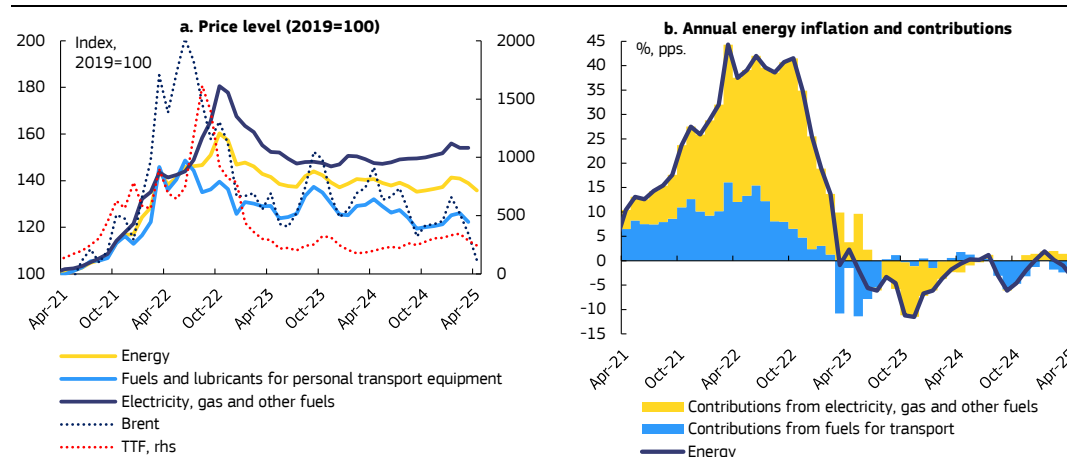 a. Price level (2019=100)
Index,
2019=100
200
180
160
140
120
100
2000
1500
1000
500
0
Apr-21
Oct-21
Apr-22
Oct-22
Apr-23
Oct-23
Apr-24
Oct-24
Apr-25
Energy
Fuels and lubricants for personal transport equipment
Electricity, gas and other fuels
Brent
TTF, rhs
b. Annual energy inflation and contributions
%, pps.
45
40
35
30
25
20
15
10
5
0
-5
-10
-15
Apr-21
Oct-21
Apr-22
Oct-22
Apr-23
Oct-23
Apr-24
Oct-24
Apr-25
Contributions from electricity, gas and other fuels
Contributions from fuels for transport
Energy